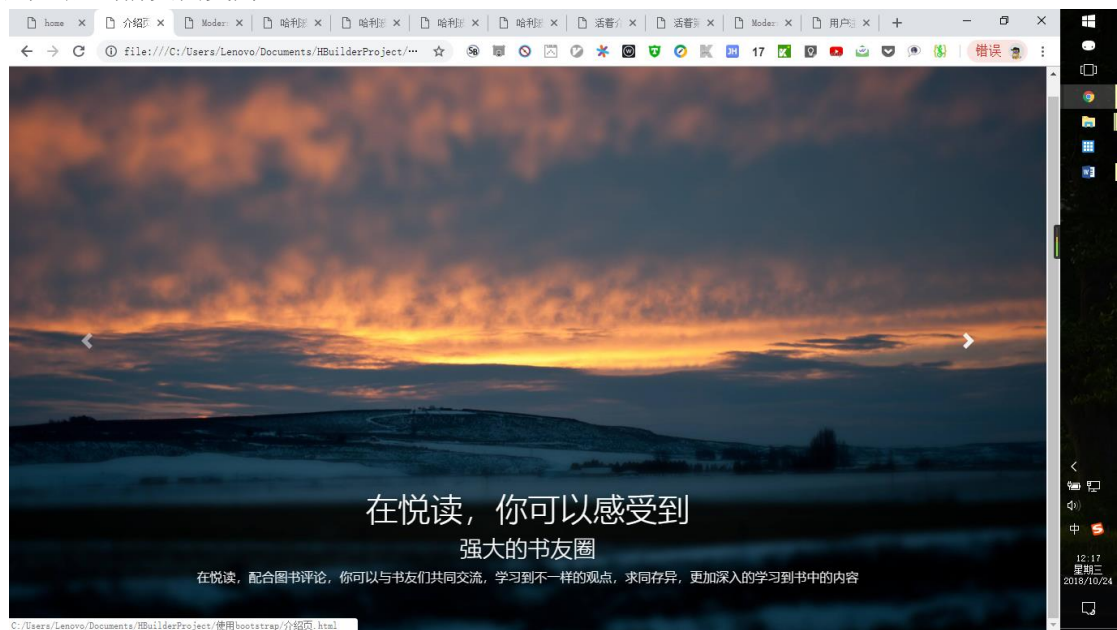 home
介绍页
Moder
哈利
哈利
哈利
哈利
活着
活着
Moder
用户
file:///C:/Users/Lenovo/Documents/HBuilderProject/…
17
错误
在悦读，你可以感受到
强大的书友圈
在悦读，配合图书评论，你可以与书友们共同交流，学习到不一样的观点，求同存异，更加深入的学习到书中的内容
C:/Users/Lenovo/Documents/HBuilderProject/使用bootstrap/介绍页.html
中
12:17
星期三
2018/10/24